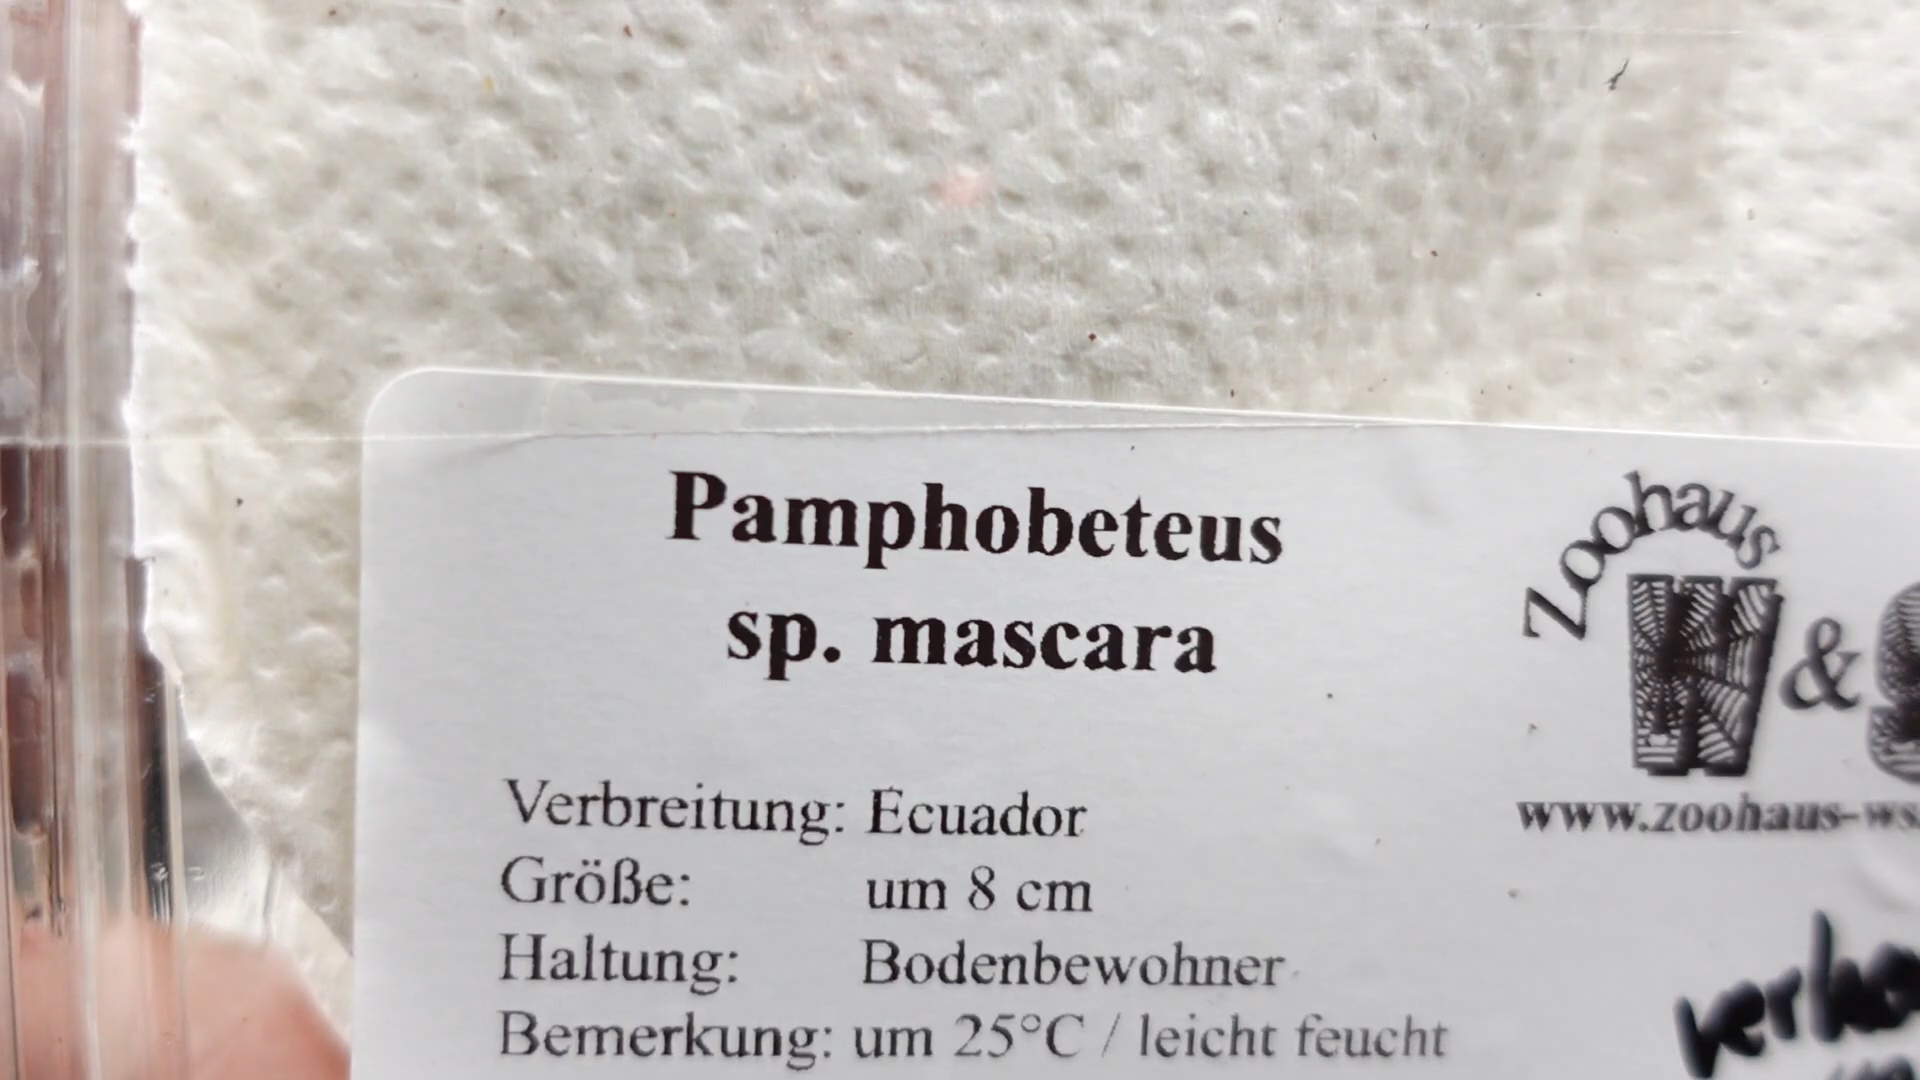 Pamphobeteus
sp. mascara
Zoohaus
W &
www.zoohaus-ws.
Verbreitung: Ecuador
Größe: um 8 cm
Haltung: Bodenbewohner
Bemerkung: um 25°C / leicht feucht